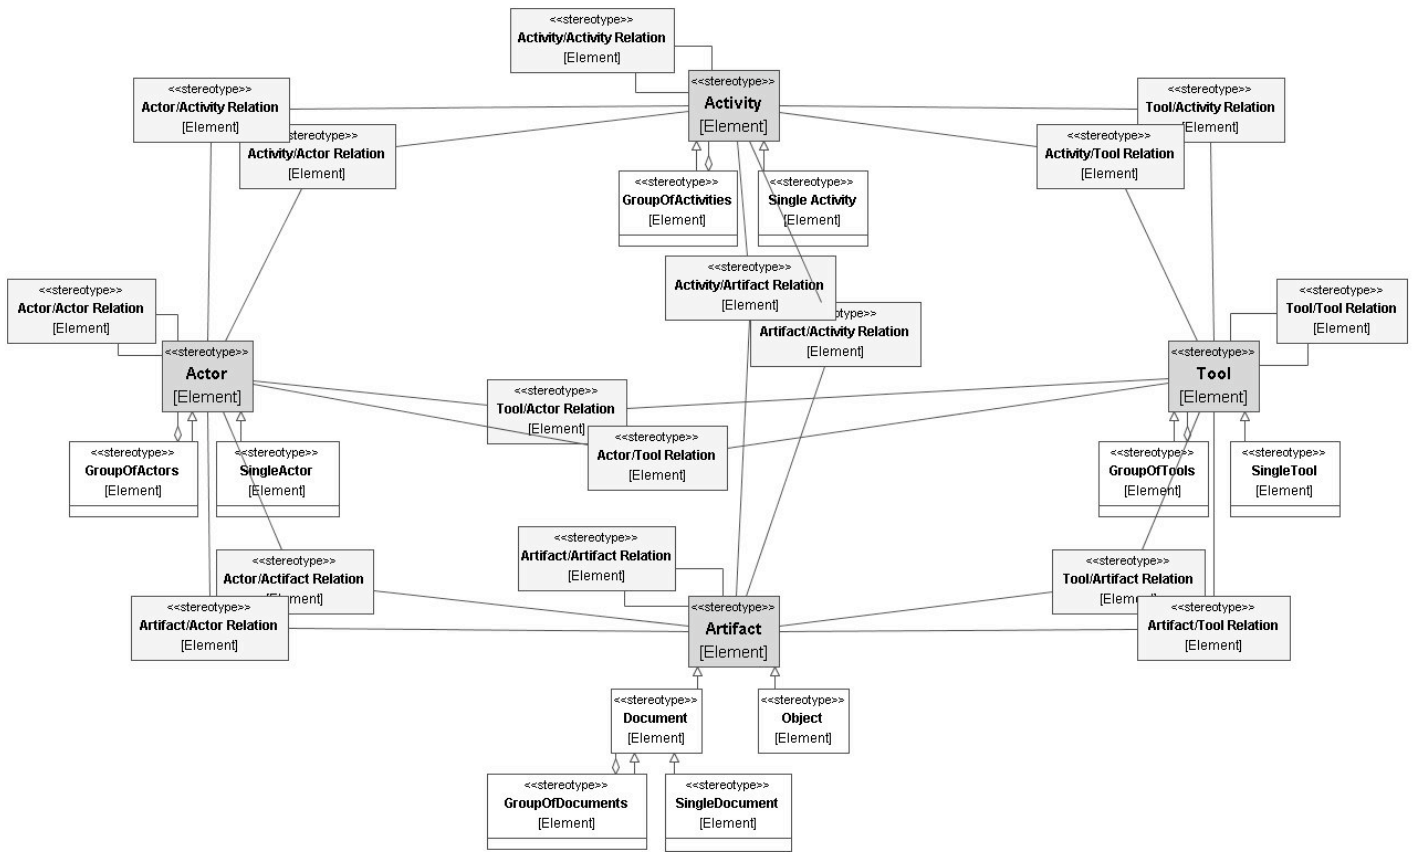 <<stereotype>>
Activity/Activity Relation
[Element]
<<stereotype>>
Activity
[Element]
<<stereotype>>
Actor/Activity Relation
[Element]
<<stereotype>>
Activity/Actor Relation
[Element]
<<stereotype>>
Tool/Activity Relation
[Element]
<<stereotype>>
Activity/Tool Relation
[Element]
<<stereotype>>
GroupOfActivities
[Element]
<<stereotype>>
Single Activity
[Element]
<<stereotype>>
Activity/Artifact Relation
[Element]
<<stereotype>>
Artifact/Activity Relation
[Element]
<<stereotype>>
Actor/Actor Relation
[Element]
<<stereotype>>
Actor
[Element]
<<stereotype>>
Tool/Tool Relation
[Element]
<<stereotype>>
Tool
[Element]
<<stereotype>>
Tool/Actor Relation
[Element]
<<stereotype>>
Actor/Tool Relation
[Element]
<<stereotype>>
GroupOfActors
[Element]
<<stereotype>>
SingleActor
[Element]
<<stereotype>>
GroupOfTools
[Element]
<<stereotype>>
SingleTool
[Element]
<<stereotype>>
Artifact/Artifact Relation
[Element]
<<stereotype>>
Actor/Actifact Relation
[Element]
<<stereotype>>
Artifact/Actor Relation
[Element]
<<stereotype>>
Artifact
[Element]
<<stereotype>>
Tool/Artifact Relation
[Element]
<<stereotype>>
Artifact/Tool Relation
[Element]
<<stereotype>>
Document
[Element]
<<stereotype>>
Object
[Element]
<<stereotype>>
GroupOfDocuments
[Element]
<<stereotype>>
SingleDocument
[Element]